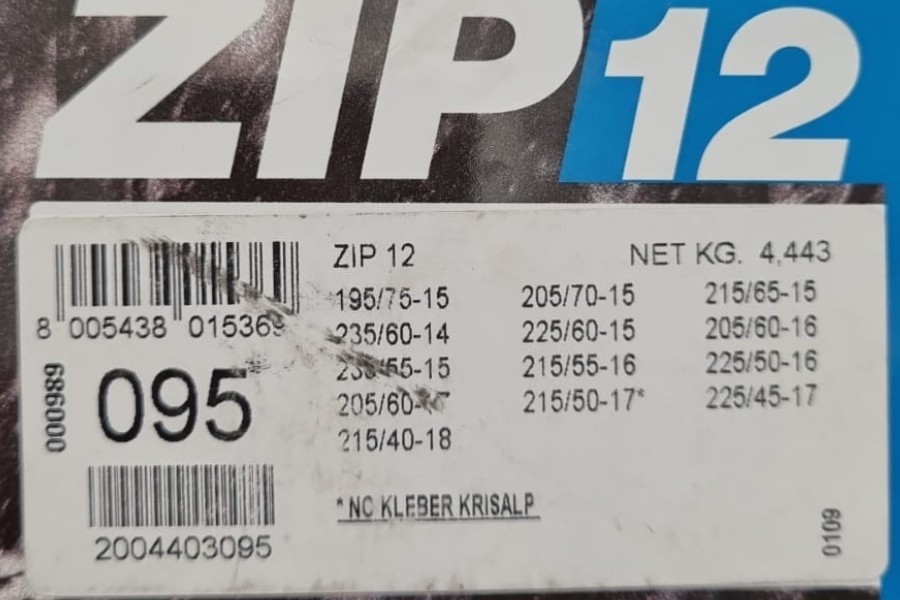 ZIP 12
ZIP 12 NET KG. 4,443
195/75-15 205/70-15 215/65-15
235/60-14 225/60-15 205/60-16
215/55-16 225/50-16
215/50-17* 225/45-17
215/40-18
* NO KLEBER KRISALP
8 005438 015369
000989
095
2004403095
0109